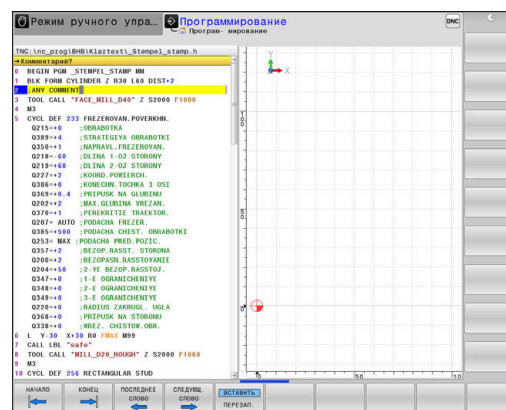 Режим ручного упра…
Программирование
Програм- мирование
DNC
TNC:\nc_prog\BHB\Klartext\_Stempel_stamp.h
→Комментарий?
0 BEGIN PGM _STEMPEL_STAMP MM
1 BLK FORM CYLINDER Z R30 L60 DIST+2
2 ;ANY COMMENT
3 TOOL CALL "FACE_MILL_D40" Z S2000 F1000
4 M3
5 CYCL DEF 233 FREZEROVAN.POVERKHN.
Q215=+0 ;OBRABOTKA
Q389=+4 ;STRATEGIYA OBRABOTKI
Q350=+1 ;NAPRAVL.FREZEROVAN.
Q218=-60 ;DLINA 1-OJ STORONY
Q219=+60 ;DLINA 2-OJ STORONY
Q227=+2 ;KOORD.POWIERCH.
Q386=+0 ;KONECHN.TOCHKA 3 OSI
Q369=+0.4 ;PRIPUSK NA GLUBINU
Q202=+2 ;MAX.GLUBINA VREZAN.
Q370=+1 ;PEREKRITIE TRAEKTOR.
Q207= AUTO ;PODACHA FREZER.
Q385=+500 ;PODACHA CHIST. OBRABOTKI
Q253= MAX ;PODACHA PRED.POZIC.
Q357=+2 ;BEZOP.RASST. STORONA
Q200=+2 ;BEZOPASN.RASSTOYANIE
Q204=+50 ;2-YE BEZOP.RASSTOJ.
Q347=+0 ;1-E OGRANICHENIYE
Q348=+0 ;2-E OGRANICHENIYE
Q349=+0 ;3-E OGRANICHENIYE
Q220=+0 ;RADIUS ZAKRUGL. UGLA
Q368=+0 ;PRIPUSK NA STORONU
Q338=+0 ;WREZ. CHISTOW.OBR.
6 L Y-30 X+30 R0 FMAX M99
7 CALL LBL "safe"
8 TOOL CALL "MILL_D20_ROUGH" Z S2000 F1000
9 M3
10 CYCL DEF 256 RECTANGULAR STUD
Y
X
100
50
0
0
50
10
НАЧАЛО
КОНЕЦ
ПОСЛЕДНЕЕ СЛОВО
СЛЕДУЮЩ. СЛОВО
ВСТАВИТЬ
ПЕРЕЗАП.